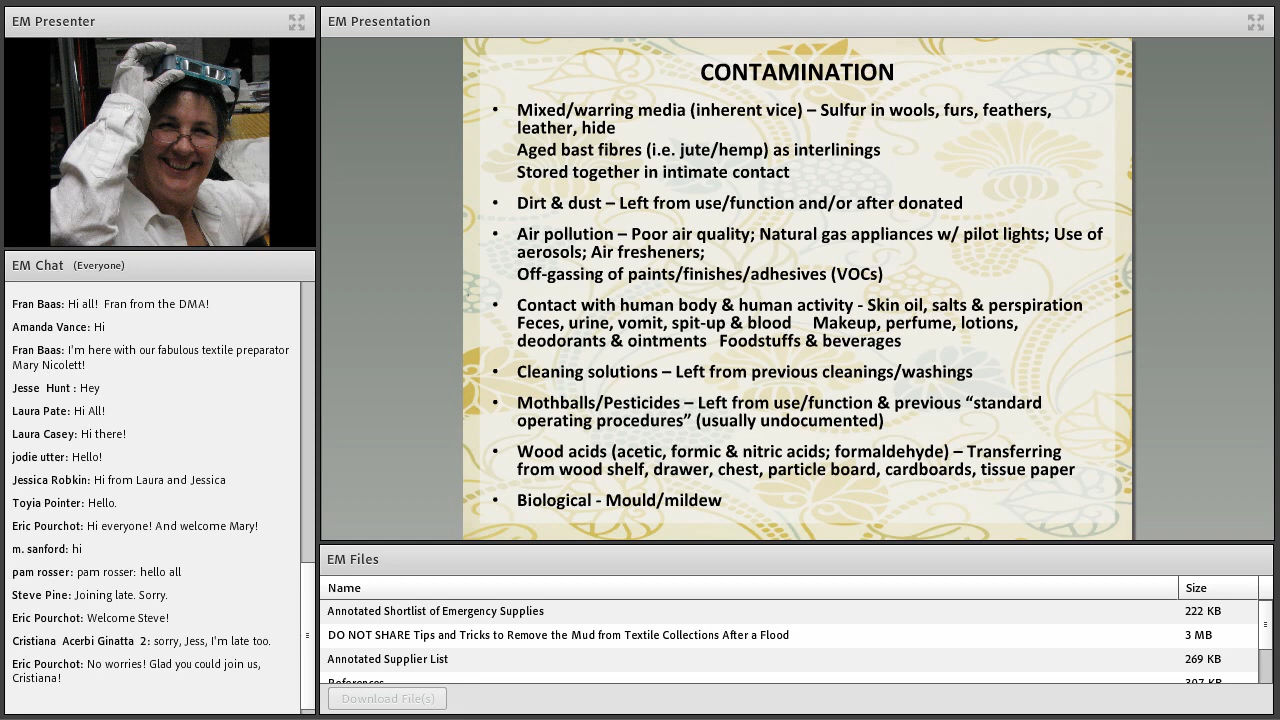 EM Presenter
EM Chat (Everyone)
Fran Baas: Hi all! Fran from the DMA!
Amanda Vance: Hi
Fran Baas: I'm here with our fabulous textile preparator
Mary Nicolett!
Jesse Hunt : Hey
Laura Pate: Hi All!
Laura Casey: Hi there!
jodie utter: Hello!
Jessica Robkin: Hi from Laura and Jessica
Toyia Pointer: Hello.
Eric Pourchot: Hi everyone! And welcome Mary!
m. sanford: hi
pam rosser: pam rosser: hello all
Steve Pine: Joining late. Sorry.
Eric Pourchot: Welcome Steve!
Cristiana Acerbi Ginatta 2: sorry, Jess, I'm late too.
Eric Pourchot: No worries! Glad you could join us,
Cristiana!
EM Presentation
CONTAMINATION
• Mixed/warring media (inherent vice) – Sulfur in wools, furs, feathers,
leather, hide
Aged bast fibres (i.e. jute/hemp) as interlinings
Stored together in intimate contact
• Dirt & dust – Left from use/function and/or after donated
• Air pollution – Poor air quality; Natural gas appliances w/ pilot lights; Use of
aerosols; Air fresheners;
Off-gassing of paints/finishes/adhesives (VOCs)
• Contact with human body & human activity - Skin oil, salts & perspiration
Feces, urine, vomit, spit-up & blood Makeup, perfume, lotions,
deodorants & ointments Foodstuffs & beverages
• Cleaning solutions – Left from previous cleanings/washings
• Mothballs/Pesticides – Left from use/function & previous “standard
operating procedures” (usually undocumented)
• Wood acids (acetic, formic & nitric acids; formaldehyde) – Transferring
from wood shelf, drawer, chest, particle board, cardboards, tissue paper
• Biological - Mould/mildew
EM Files
Name Size
Annotated Shortlist of Emergency Supplies 222 KB
DO NOT SHARE Tips and Tricks to Remove the Mud from Textile Collections After a Flood 3 MB
Annotated Supplier List 269 KB
References 307 KB
Download File(s)